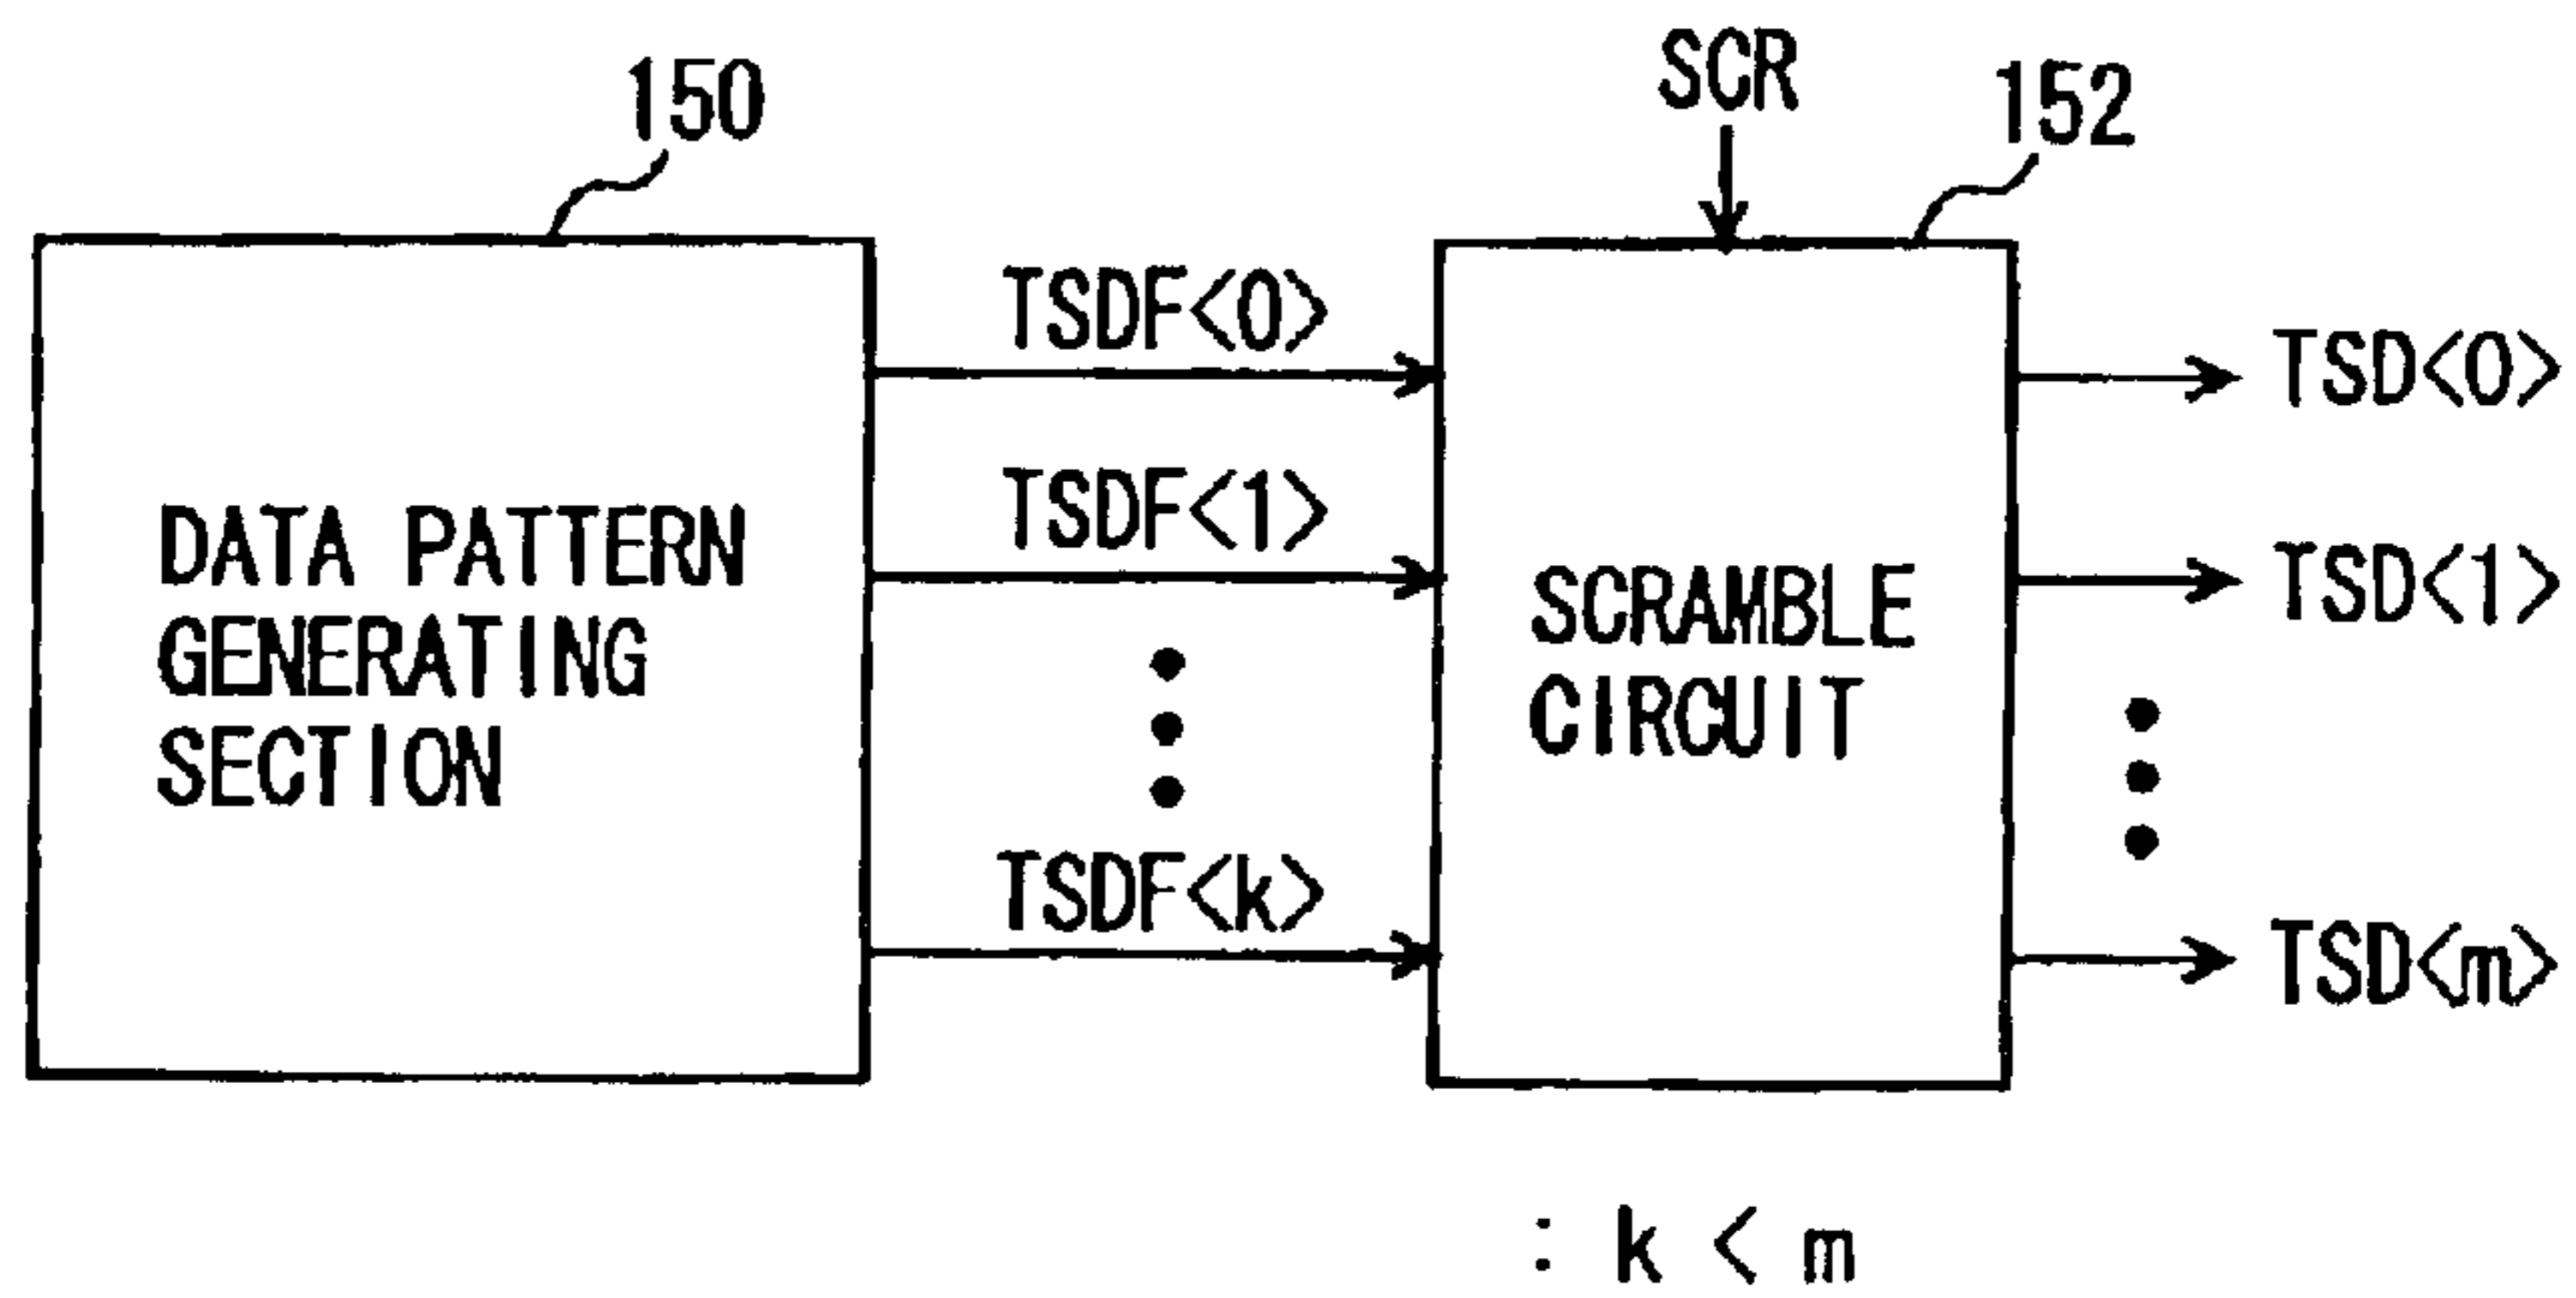 150
SCR
152
TSDF<0>
TSD<0>
TSDF<1>
TSD<1>
DATA PATTERN
GENERATING
SECTION
SCRAMBLE
CIRCUIT
TSDF<k>
TSD<m>
: k < m